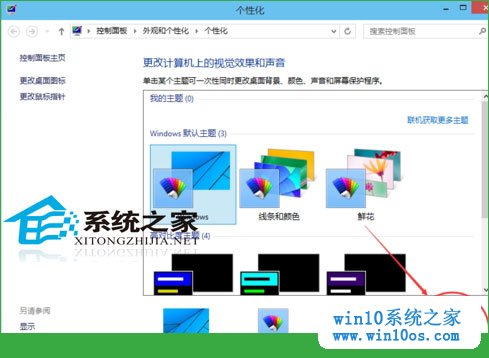 个性化
控制面板 › 外观和个性化 › 个性化
搜索控制面板
控制面板主页
更改桌面图标
更改鼠标指针
更改计算机上的视觉效果和声音
单击某个主题可一次性同时更改桌面背景、颜色、声音和屏幕保护程序。
我的主题 (0)
联机获取更多主题
Windows 默认主题 (3)
Windows
线条和颜色
鲜花
高对比度主题 (4)
系统之家
XITONGZHIJIA.NET
另请参阅
显示
win10系统之家
www.win10os.com